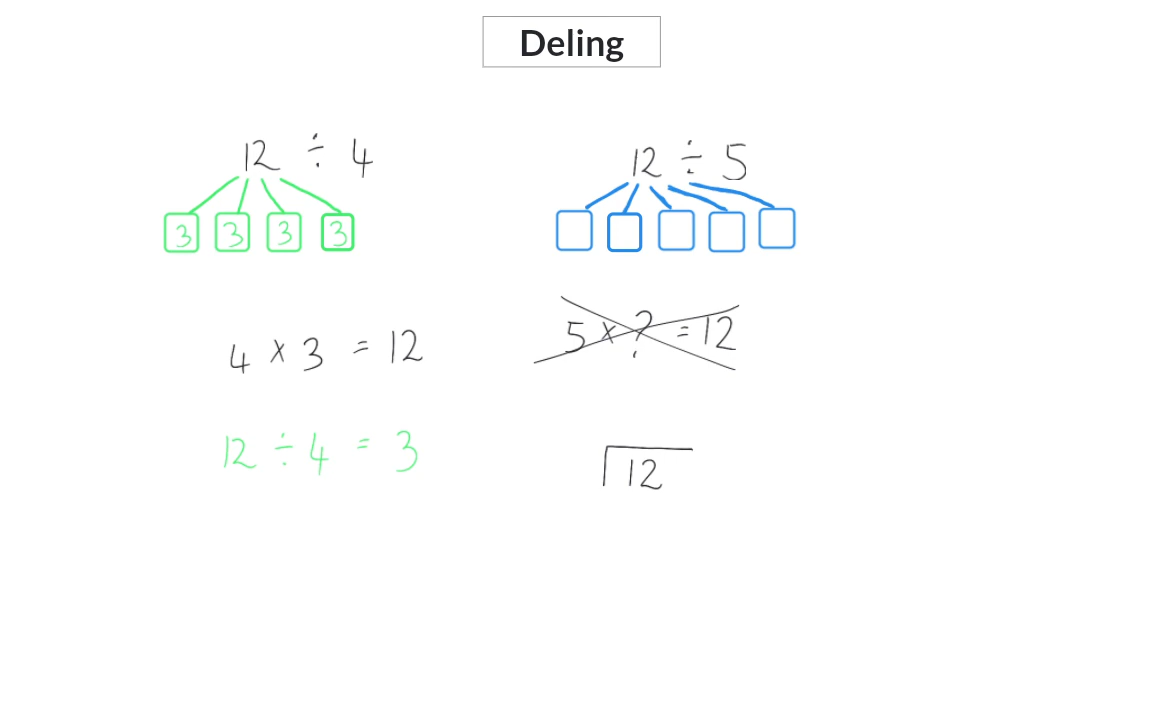 Deling
12 ÷ 4
3 3 3 3
4 × 3 = 12
12 ÷ 4 = 3
12 ÷ 5
5 × ? = 12
12